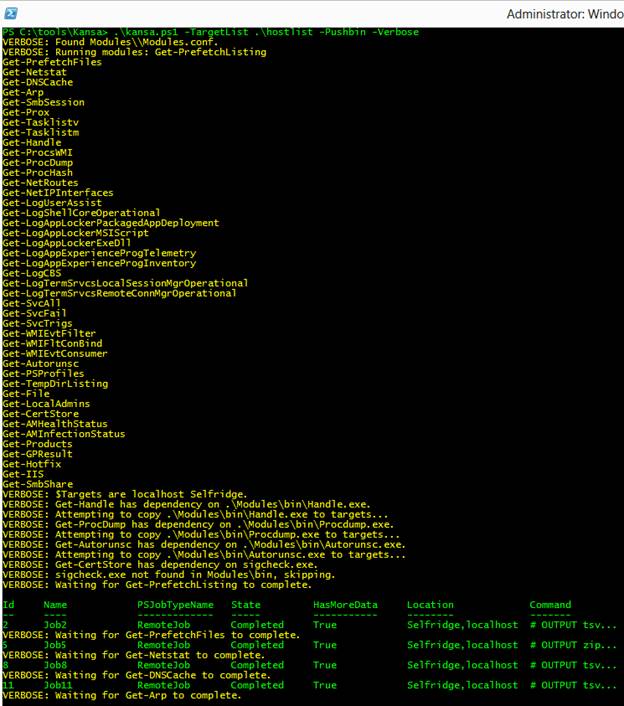 Administrator: Windo
PS C:\tools\Kansa> .\kansa.ps1 -TargetList .\hostlist -Pushbin -Verbose
VERBOSE: Found Modules\\Modules.conf.
VERBOSE: Running modules: Get-PrefetchListing
Get-PrefetchFiles
Get-Netstat
Get-DNSCache
Get-Arp
Get-SmbSession
Get-Prox
Get-Tasklistv
Get-Tasklistm
Get-Handle
Get-ProcsWMI
Get-ProcDump
Get-ProcHash
Get-NetRoutes
Get-NetIPInterfaces
Get-LogUserAssist
Get-LogShellCoreOperational
Get-LogAppLockerPackagedAppDeployment
Get-LogAppLockerMSIScript
Get-LogAppLockerExeDll
Get-LogAppExperienceProgTelemetry
Get-LogAppExperienceProgInventory
Get-LogCBS
Get-LogTermSrvcsLocalSessionMgrOperational
Get-LogTermSrvcsRemoteConnMgrOperational
Get-SvcAll
Get-SvcFail
Get-SvcTrigs
Get-WMIEvtFilter
Get-WMIFltConBind
Get-WMIEvtConsumer
Get-Autorunsc
Get-PSProfiles
Get-TempDirListing
Get-File
Get-LocalAdmins
Get-CertStore
Get-AMHealthStatus
Get-AMInfectionStatus
Get-Products
Get-GPResult
Get-Hotfix
Get-IIS
Get-SmbShare
VERBOSE: $Targets are localhost Selfridge.
VERBOSE: Get-Handle has dependency on .\Modules\bin\Handle.exe.
VERBOSE: Attempting to copy .\Modules\bin\Handle.exe to targets...
VERBOSE: Get-ProcDump has dependency on .\Modules\bin\Procdump.exe.
VERBOSE: Attempting to copy .\Modules\bin\Procdump.exe to targets...
VERBOSE: Get-Autorunsc has dependency on .\Modules\bin\Autorunsc.exe.
VERBOSE: Attempting to copy .\Modules\bin\Autorunsc.exe to targets...
VERBOSE: Get-CertStore has dependency on sigcheck.exe.
VERBOSE: sigcheck.exe not found in Modules\bin, skipping.
VERBOSE: Waiting for Get-PrefetchListing to complete.
Id Name PSJobTypeName State HasMoreData Location Command
-- ---- ------------- ----- ----------- -------- -------
2 Job2 RemoteJob Completed True Selfridge,localhost # OUTPUT tsv...
VERBOSE: Waiting for Get-PrefetchFiles to complete.
5 Job5 RemoteJob Completed True Selfridge,localhost # OUTPUT zip...
VERBOSE: Waiting for Get-Netstat to complete.
8 Job8 RemoteJob Completed True Selfridge,localhost # OUTPUT tsv...
VERBOSE: Waiting for Get-DNSCache to complete.
11 Job11 RemoteJob Completed True Selfridge,localhost # OUTPUT tsv...
VERBOSE: Waiting for Get-Arp to complete.